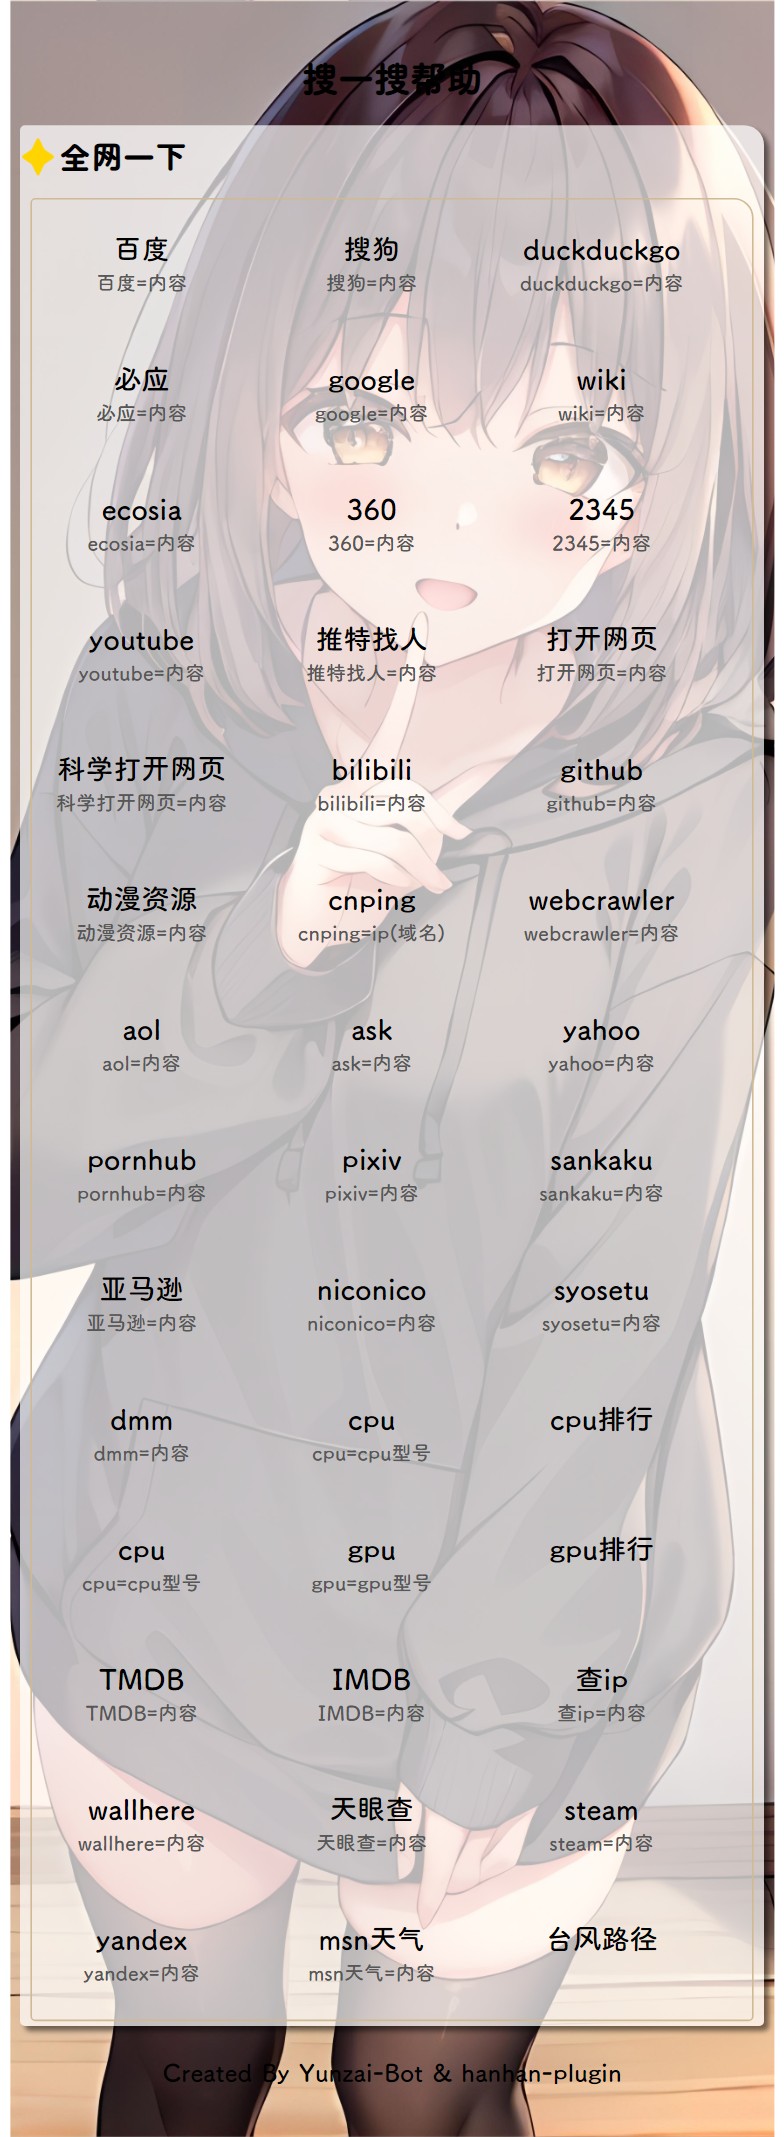 搜一搜帮助
全网一下
百度 搜狗 duckduckgo
百度=内容 搜狗=内容 duckduckgo=内容
必应 google wiki
必应=内容 google=内容 wiki=内容
ecosia 360 2345
ecosia=内容 360=内容 2345=内容
youtube 推特找人 打开网页
youtube=内容 推特找人=内容 打开网页=内容
科学打开网页 bilibili github
科学打开网页=内容 bilibili=内容 github=内容
动漫资源 cnping webcrawler
动漫资源=内容 cnping=ip(域名) webcrawler=内容
aol ask yahoo
aol=内容 ask=内容 yahoo=内容
pornhub pixiv sankaku
pornhub=内容 pixiv=内容 sankaku=内容
亚马逊 niconico syosetu
亚马逊=内容 niconico=内容 syosetu=内容
dmm cpu cpu排行
dmm=内容 cpu=cpu型号
cpu gpu gpu排行
cpu=cpu型号 gpu=gpu型号
TMDB IMDB 查ip
TMDB=内容 IMDB=内容 查ip=内容
wallhere 天眼查 steam
wallhere=内容 天眼查=内容 steam=内容
yandex msn天气 台风路径
yandex=内容 msn天气=内容
Created By Yunzai-Bot & hanhan-plugin